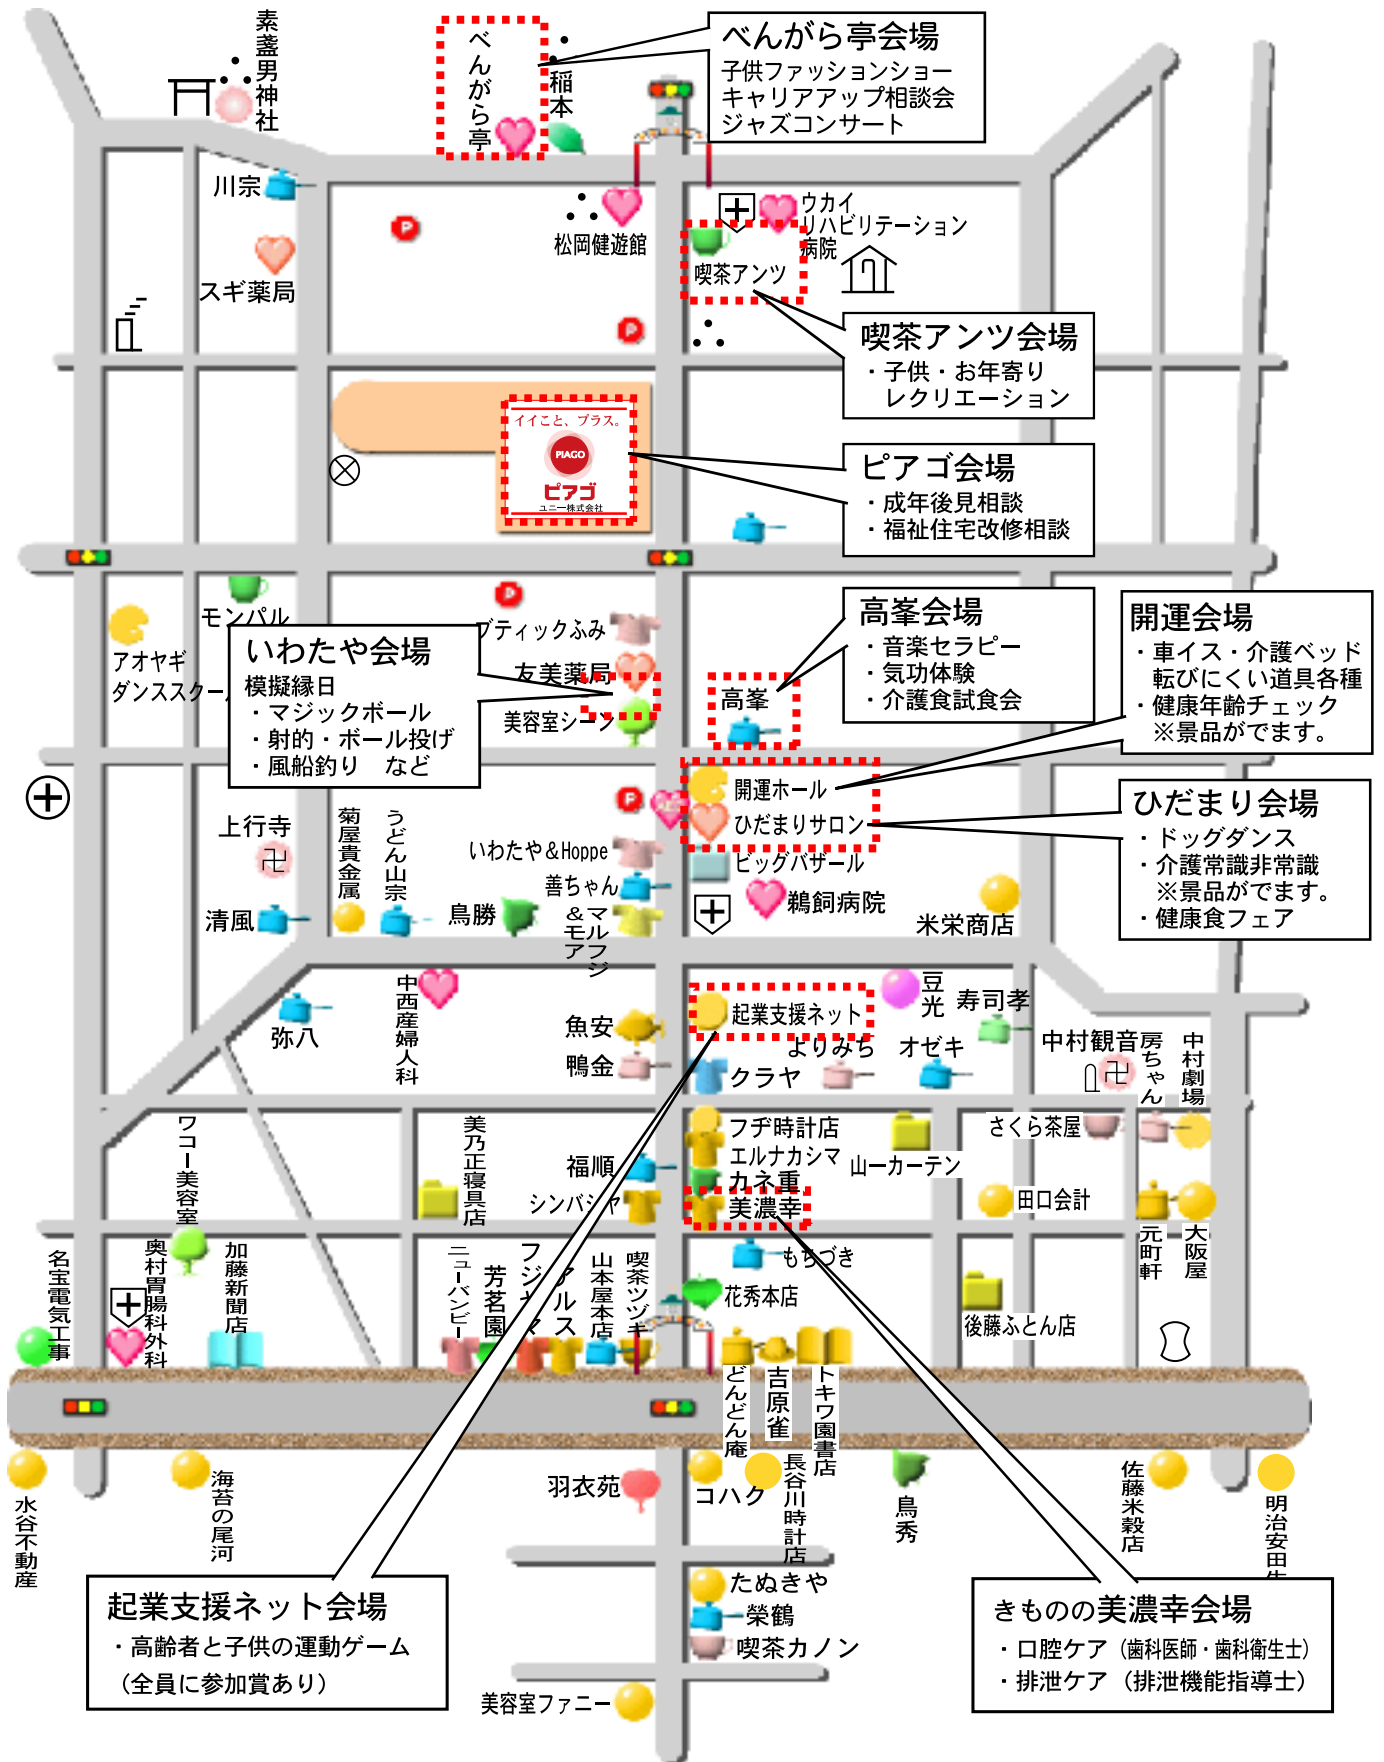 素盞男神社
べんがら亭
稲本
べんがら亭会場
子供ファッションショー
キャリアアップ相談会
ジャズコンサート
川宗
スギ薬局
P
松岡健遊館
ウカイ
リハビリテーション
病院
喫茶アンツ
P
喫茶アンツ会場
・子供・お年寄り
レクリエーション
イイこと、プラス。
PIAGO
ピアゴ
ユニー株式会社
ピアゴ会場
・成年後見相談
・福祉住宅改修相談
モンパル
アオヤギ
ダンススクール
P
ブティックふみ
友美薬局
美容室シーン
いわたや会場
模擬縁日
・マジックボール
・射的・ボール投げ
・風船釣り　など
高峯
高峯会場
・音楽セラピー
・気功体験
・介護食試食会
開運会場
・車イス・介護ベッド
転びにくい道具各種
・健康年齢チェック
※景品がでます。
P
開運ホール
ひだまりサロン
ひだまり会場
・ドッグダンス
・介護常識非常識
※景品がでます。
・健康食フェア
上行寺
清風
菊屋貴金属
うどん山宗
鳥勝
いわたや&Hoppe
善ちゃん
マルフジ
&モア
ビッグバザール
鵜飼病院
米栄商店
弥八
中西産婦人科
魚安
鴨金
起業支援ネット
クラヤ
よりみち
豆光
オゼキ
寿司孝
中村観音
房ちゃん
中村劇場
さくら茶屋
フヂ時計店
エルナカシマ
カネ重
美濃幸
山一カーテン
田口会計
元町軒
大阪屋
ワコー美容室
美乃正寝具店
福順
シンバシヤ
もちづき
花秀本店
後藤ふとん店
名宝電気工事
奥村胃腸科外科
加藤新聞店
ニューバンビー
芳茗園
フジヤマ
アルス
山本屋本店
喫茶ツヅキ
どんどん庵
吉原雀
トキワ園書店
水谷不動産
海苔の尾河
羽衣苑
コハク
長谷川時計店
鳥秀
佐藤米穀店
明治安田生
たぬきや
榮鶴
喫茶カノン
美容室ファニー
起業支援ネット会場
・高齢者と子供の運動ゲーム
（全員に参加賞あり）
きものの美濃幸会場
・口腔ケア（歯科医師・歯科衛生士）
・排泄ケア（排泄機能指導士）